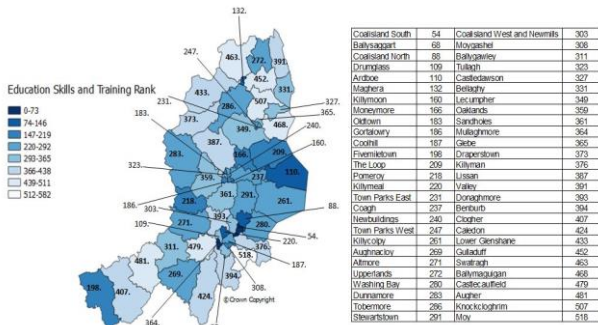 132.
463.
272.
391.
247.
452.
433.
286.
507
331.
231.
327.
373.
365.
183.
349.
468.
240.
387.
160.
283.
166.
209.
323.
359.
237
110.
186.
361.
291.
261.
218.
303.
393.
88.
109.
271.
280.
54.
311.
479.
220.
376.
481.
518.
187.
269.
394.
308.
198.
407.
424.
364.
©Crown Copyright
Education Skills and Training Rank
0-73
74-146
147-219
220-292
293-365
366-438
439-511
512-582
Coalisland South 54 Coalisland West and Newmills 303
Ballysaggart 68 Moygashel 308
Coalisland North 88 Ballygawley 311
Drumglass 109 Tullagh 323
Ardboe 110 Castledawson 327
Maghera 132 Bellaghy 331
Killymoon 160 Lecumpher 349
Moneymore 166 Oaklands 359
Oldtown 183 Sandholes 361
Gortalowry 186 Mullaghmore 364
Coolhill 187 Glebe 365
Fivemiletown 198 Draperstown 373
The Loop 209 Killyman 376
Pomeroy 218 Lissan 387
Killymeal 220 Valley 391
Town Parks East 231 Donaghmore 393
Coagh 237 Benburb 394
Newbuildings 240 Clogher 407
Town Parks West 247 Caledon 424
Killycolpy 261 Lower Glenshane 433
Aughnacloy 269 Gulladuff 452
Altmore 271 Swatragh 463
Upperlands 272 Ballymaguigan 468
Washing Bay 280 Castlecaulfield 479
Dunnamore 283 Augher 481
Tobermore 286 Knockcloghrim 507
Stewartstown 291 Moy 518